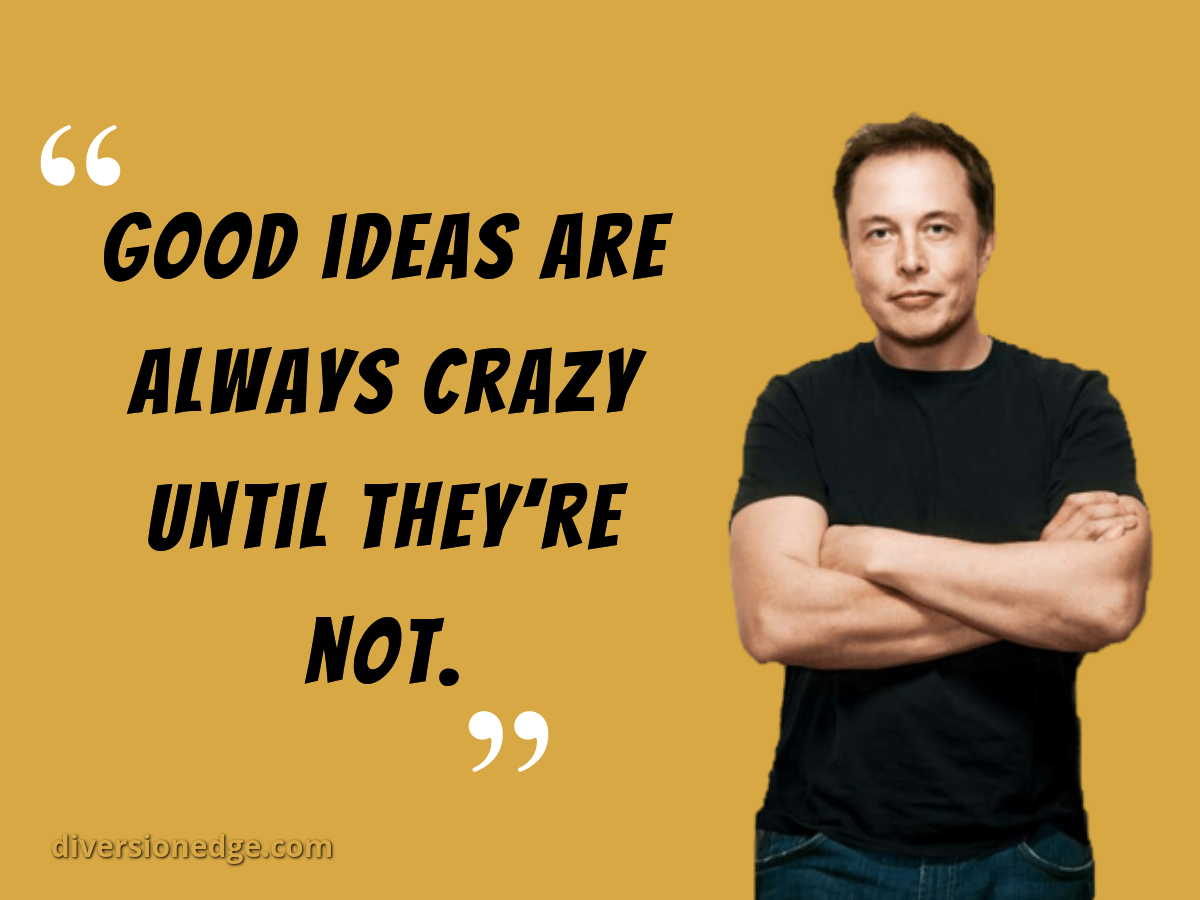 “
GOOD IDEAS ARE
ALWAYS CRAZY
UNTIL THEY'RE
NOT.
”
diversionedge.com